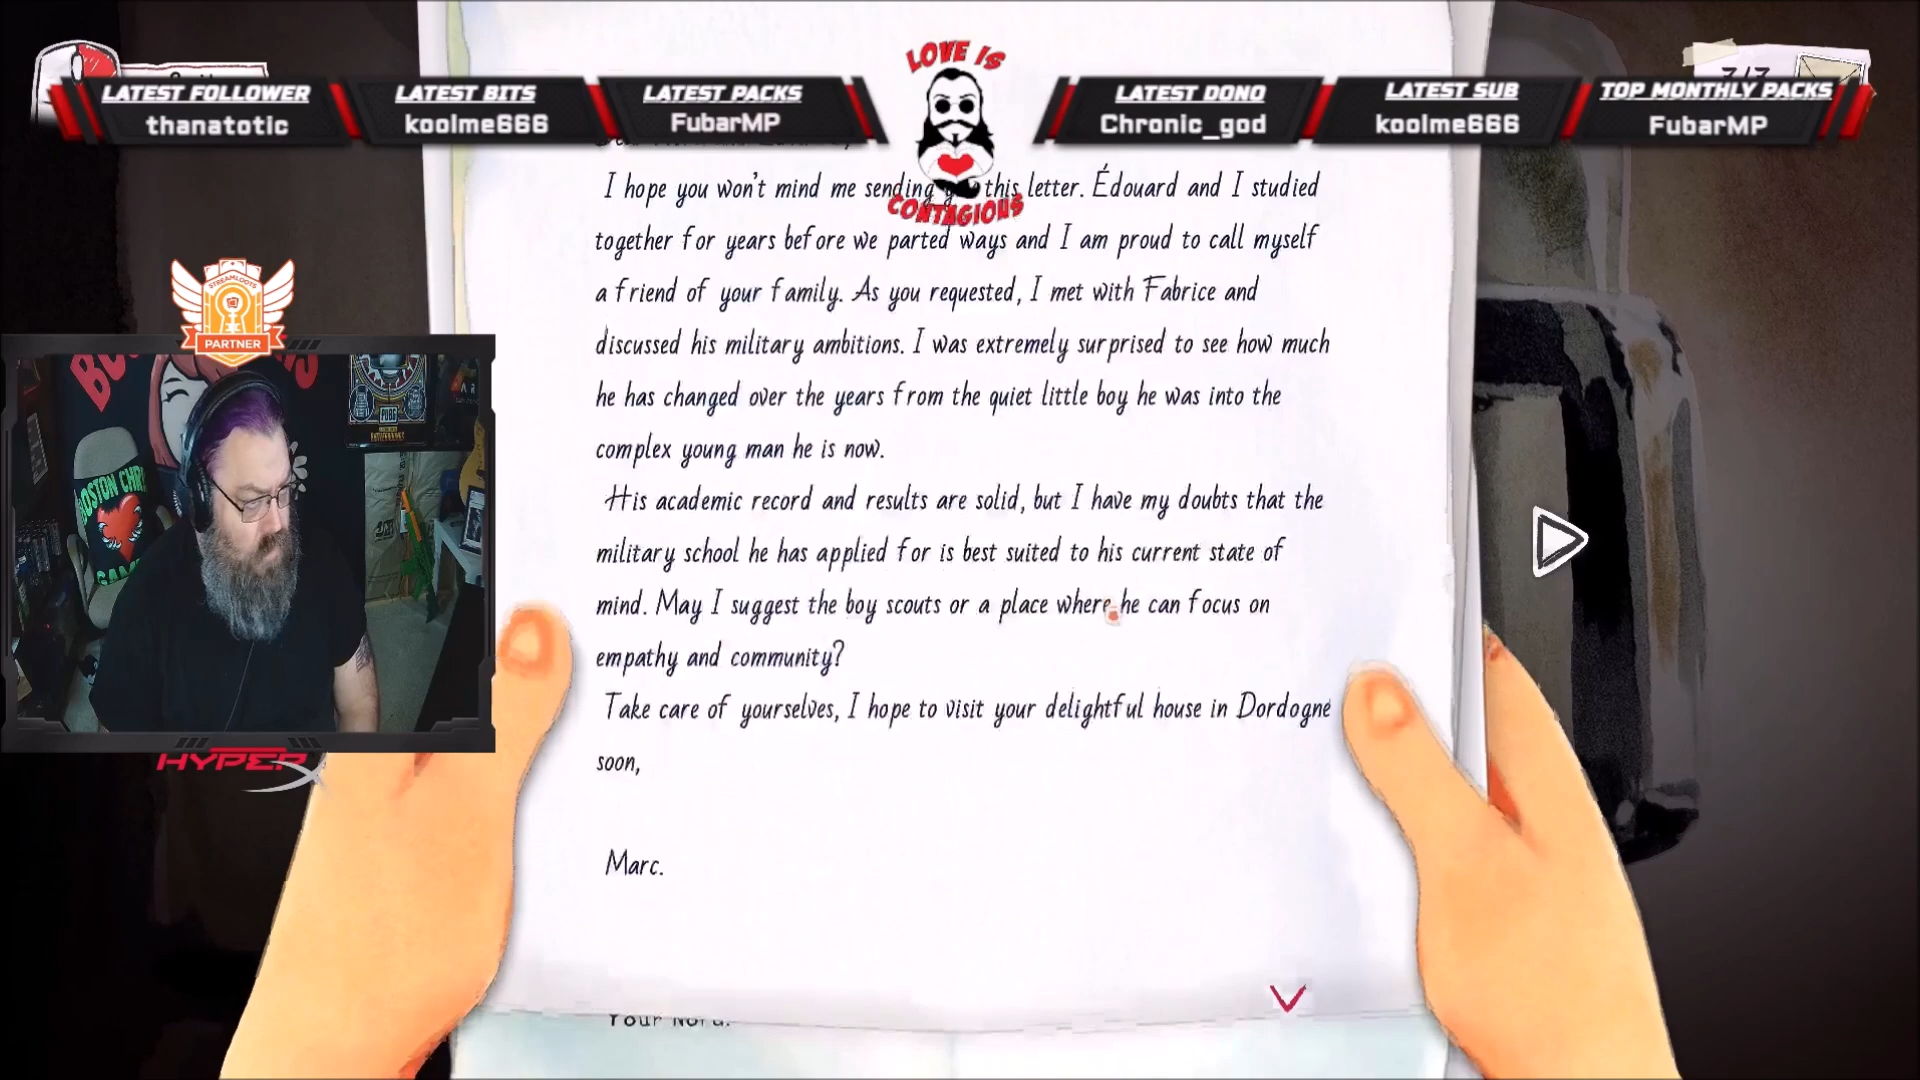 LOVE IS
LATEST FOLLOWER
thanatotic
LATEST BITS
koolme666
LATEST PACKS
FubarMP
LATEST DONO
Chronic_god
LATEST SUB
koolme666
TOP MONTHLY PACKS
FubarMP
7/7
CONTAGIOUS
I hope you won't mind me sending this letter. Édouard and I studied
together for years before we parted ways and I am proud to call myself
a friend of your family. As you requested, I met with Fabrice and
discussed his military ambitions. I was extremely surprised to see how much
he has changed over the years from the quiet little boy he was into the
complex young man he is now.
His academic record and results are solid, but I have my doubts that the
military school he has applied for is best suited to his current state of
mind. May I suggest the boy scouts or a place where he can focus on
empathy and community?
Take care of yourselves, I hope to visit your delightful house in Dordogne
soon,
Marc.
Your Nora.
STREAMLOOTS
PARTNER
HYPERX